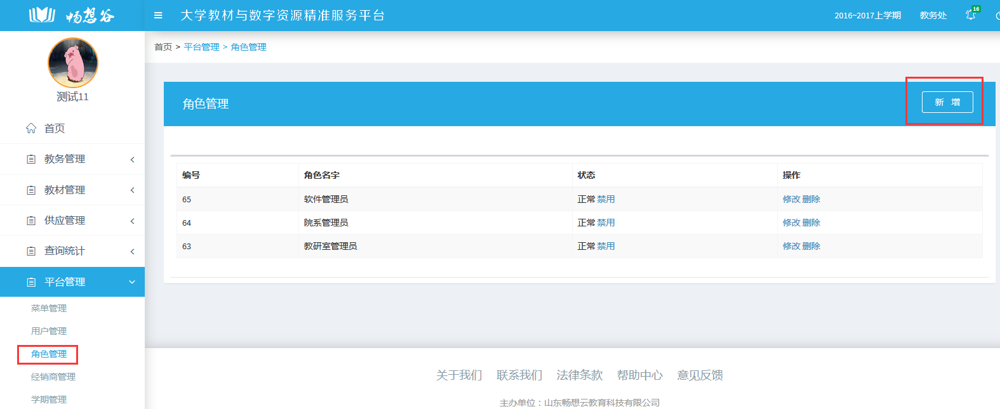 畅想谷
大学教材与数字资源精准服务平台
2016~2017上学期 教务处 16
测试11
首页
教务管理
教材管理
供应管理
查询统计
平台管理
菜单管理
用户管理
角色管理
经销商管理
学期管理
首页 > 平台管理 > 角色管理
角色管理
新 增
编号 角色名字 状态 操作
65 软件管理员 正常 禁用 修改 删除
64 院系管理员 正常 禁用 修改 删除
63 教研室管理员 正常 禁用 修改 删除
关于我们 联系我们 法律条款 帮助中心 意见反馈
主办单位：山东畅想云教育科技有限公司